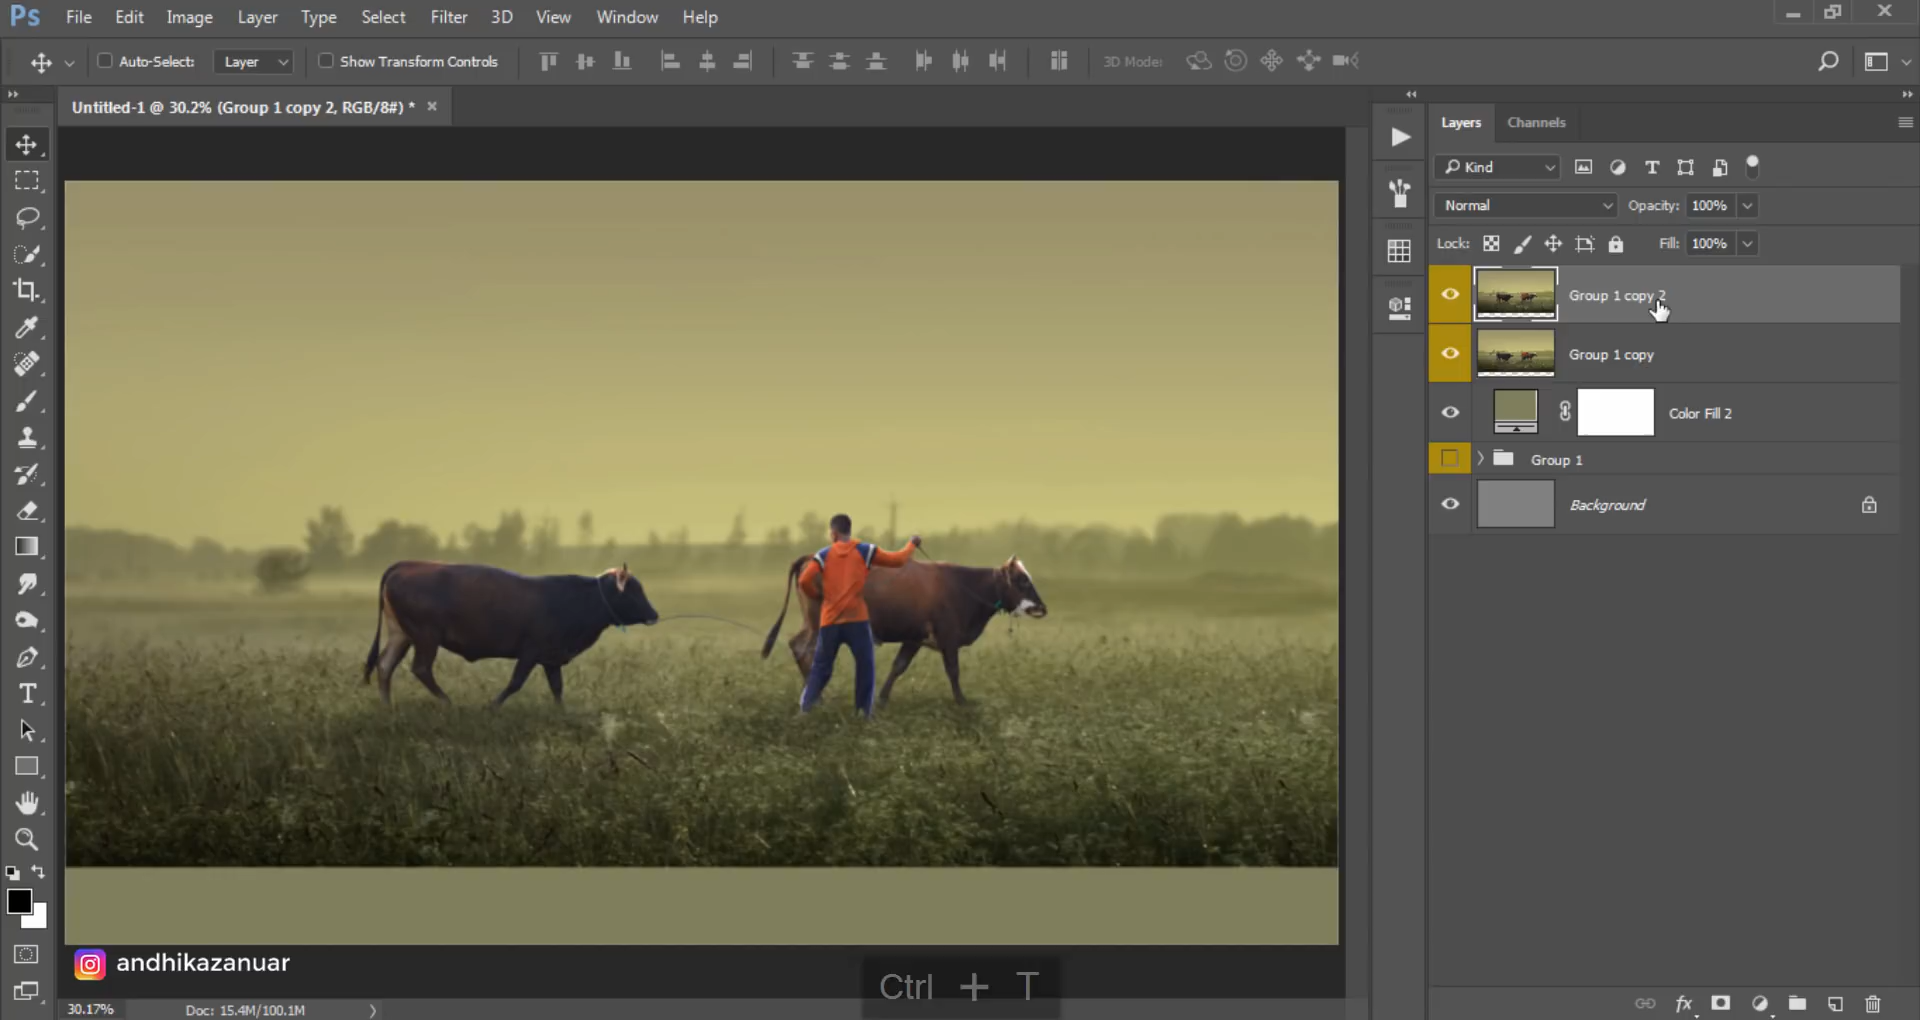 Ps File Edit Image Layer Type Select Filter 3D View Window Help
Auto-Select: Layer Show Transform Controls 3D Mode:
Untitled-1 @ 30.2% (Group 1 copy 2, RGB/8#) * ×
Layers Channels
Kind
Normal Opacity: 100%
Lock: Fill: 100%
Group 1 copy 2
Group 1 copy
Color Fill 2
Group 1
Background
andhikazanuar
Ctrl + T
30.17% Doc: 15.4M/100.1M
fx